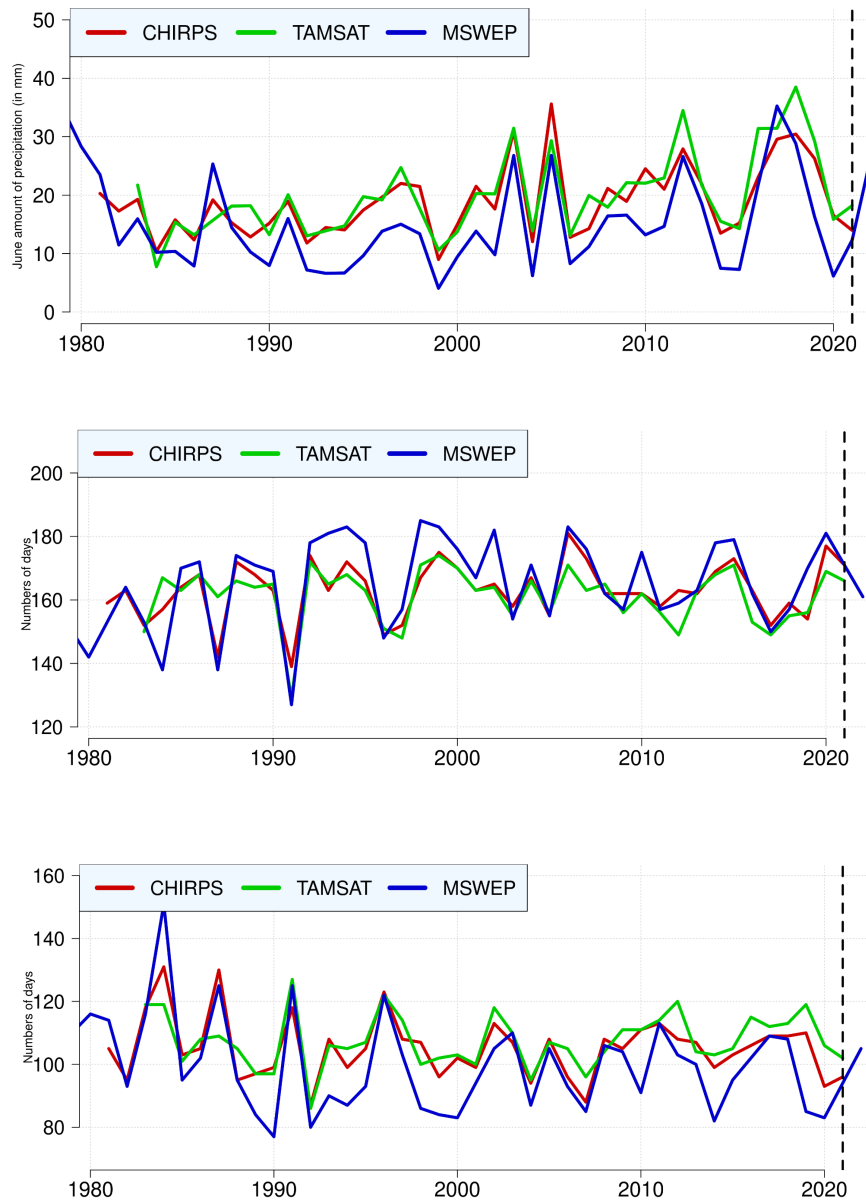 CHIRPS TAMSAT MSWEP
June amount of precipitation (in mm)
50
40
30
20
10
0
1980 1990 2000 2010 2020
CHIRPS TAMSAT MSWEP
Numbers of days
200
180
160
140
120
1980 1990 2000 2010 2020
CHIRPS TAMSAT MSWEP
Numbers of days
160
140
120
100
80
1980 1990 2000 2010 2020